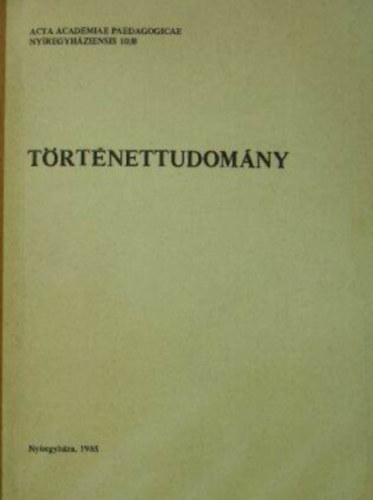 ACTA ACADEMIAE PAEDAGOGICAE
NYÍREGYHÁZIENSIS 10/B
TÖRTÉNETTUDOMÁNY
Nyíregyháza, 1985